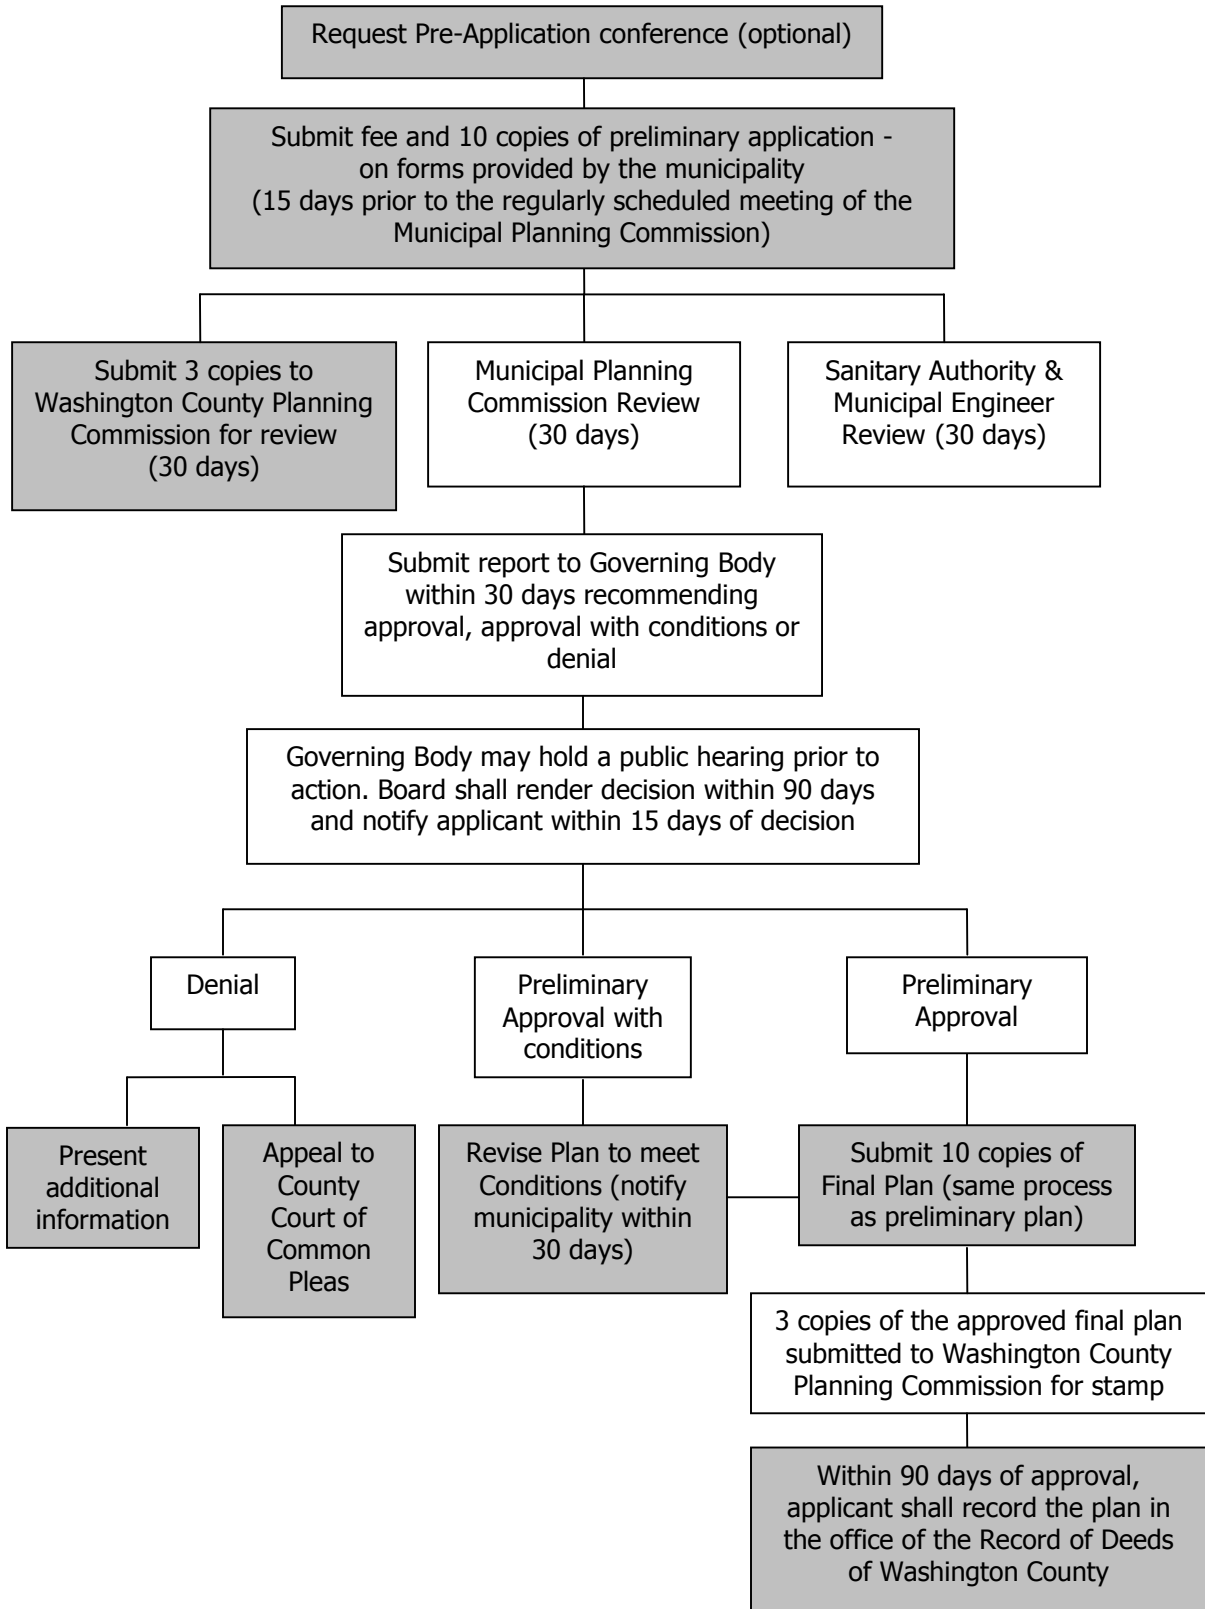 Request Pre-Application conference (optional)
Submit fee and 10 copies of preliminary application -
on forms provided by the municipality
(15 days prior to the regularly scheduled meeting of the
Municipal Planning Commission)
Submit 3 copies to
Washington County Planning
Commission for review
(30 days)
Municipal Planning
Commission Review
(30 days)
Sanitary Authority &
Municipal Engineer
Review (30 days)
Submit report to Governing Body
within 30 days recommending
approval, approval with conditions or
denial
Governing Body may hold a public hearing prior to
action. Board shall render decision within 90 days
and notify applicant within 15 days of decision
Denial
Preliminary
Approval with
conditions
Preliminary
Approval
Present
additional
information
Appeal to
County
Court of
Common
Pleas
Revise Plan to meet
Conditions (notify
municipality within
30 days)
Submit 10 copies of
Final Plan (same process
as preliminary plan)
3 copies of the approved final plan
submitted to Washington County
Planning Commission for stamp
Within 90 days of approval,
applicant shall record the plan in
the office of the Record of Deeds
of Washington County